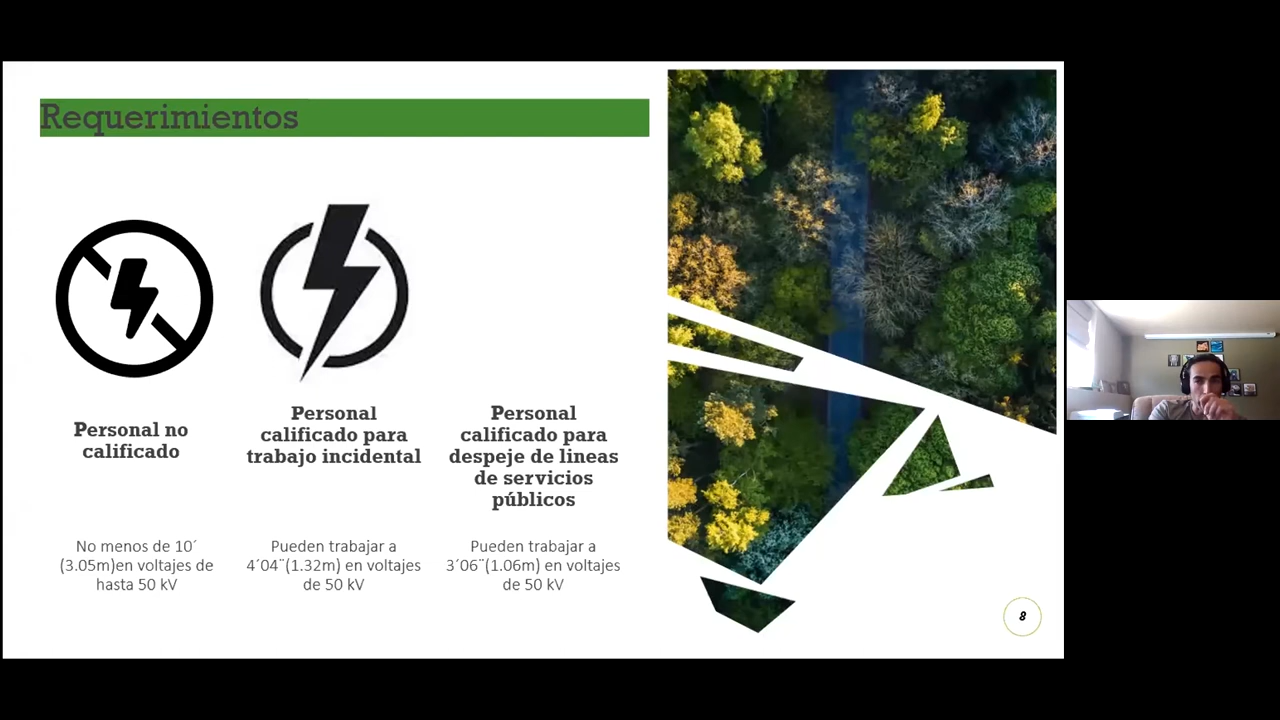 Requerimientos
Personal no
calificado
No menos de 10´
(3.05m)en voltajes de
hasta 50 kV
Personal
calificado para
trabajo incidental
Pueden trabajar a
4´04¨(1.32m) en voltajes
de 50 kV
Personal
calificado para
despeje de lineas
de servicios
públicos
Pueden trabajar a
3´06¨(1.06m) en voltajes
de 50 kV
8